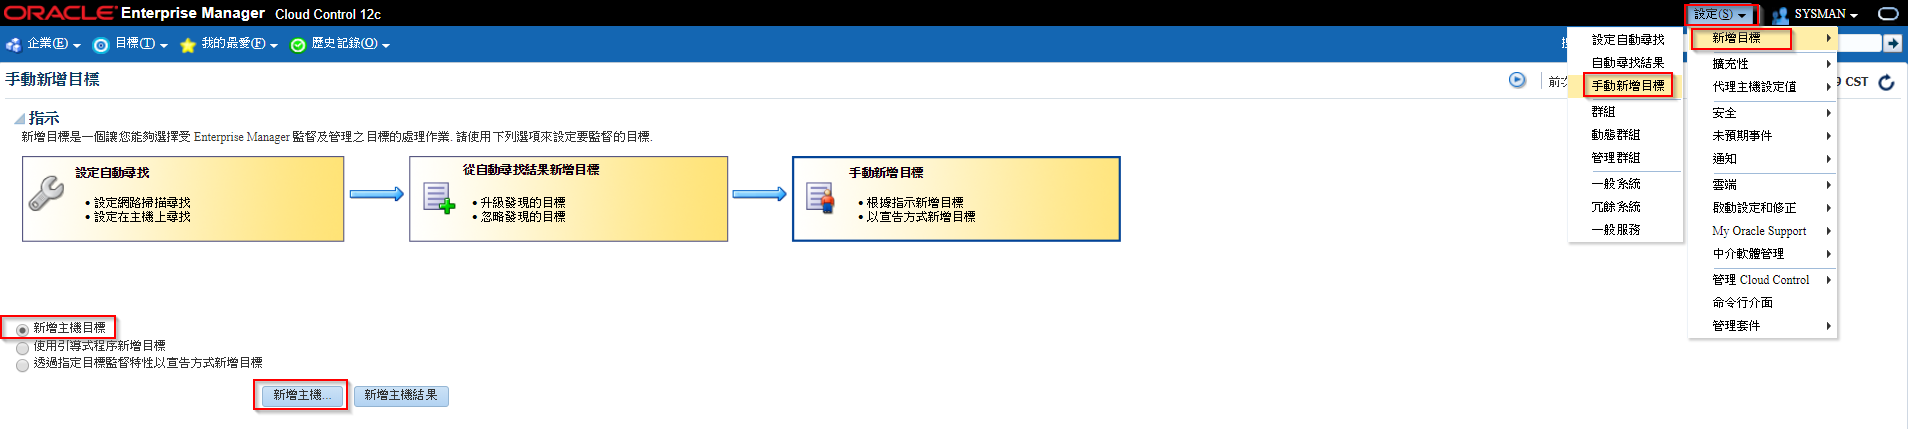 ORACLE Enterprise Manager Cloud Control 12c
設定(S) SYSMAN
企業(E) 目標(T) 我的最愛(F) 歷史記錄(O)
手動新增目標
前次
9 CST
指示
新增目標是一個讓您能夠選擇受 Enterprise Manager 監督及管理之目標的處理作業. 請使用下列選項來設定要監督的目標.
設定自動尋找
• 設定網路掃描尋找
• 設定在主機上尋找
從自動尋找結果新增目標
• 升級發現的目標
• 忽略發現的目標
手動新增目標
• 根據指示新增目標
• 以宣告方式新增目標
新增主機目標
使用引導式程序新增目標
透過指定目標監督特性以宣告方式新增目標
新增主機...
新增主機結果
設定自動尋找
自動尋找結果
手動新增目標
群組
動態群組
管理群組
一般系統
冗餘系統
一般服務
新增目標
擴充性
代理主機設定值
安全
未預期事件
通知
雲端
啟動設定和修正
My Oracle Support
中介軟體管理
管理 Cloud Control
命令行介面
管理套件